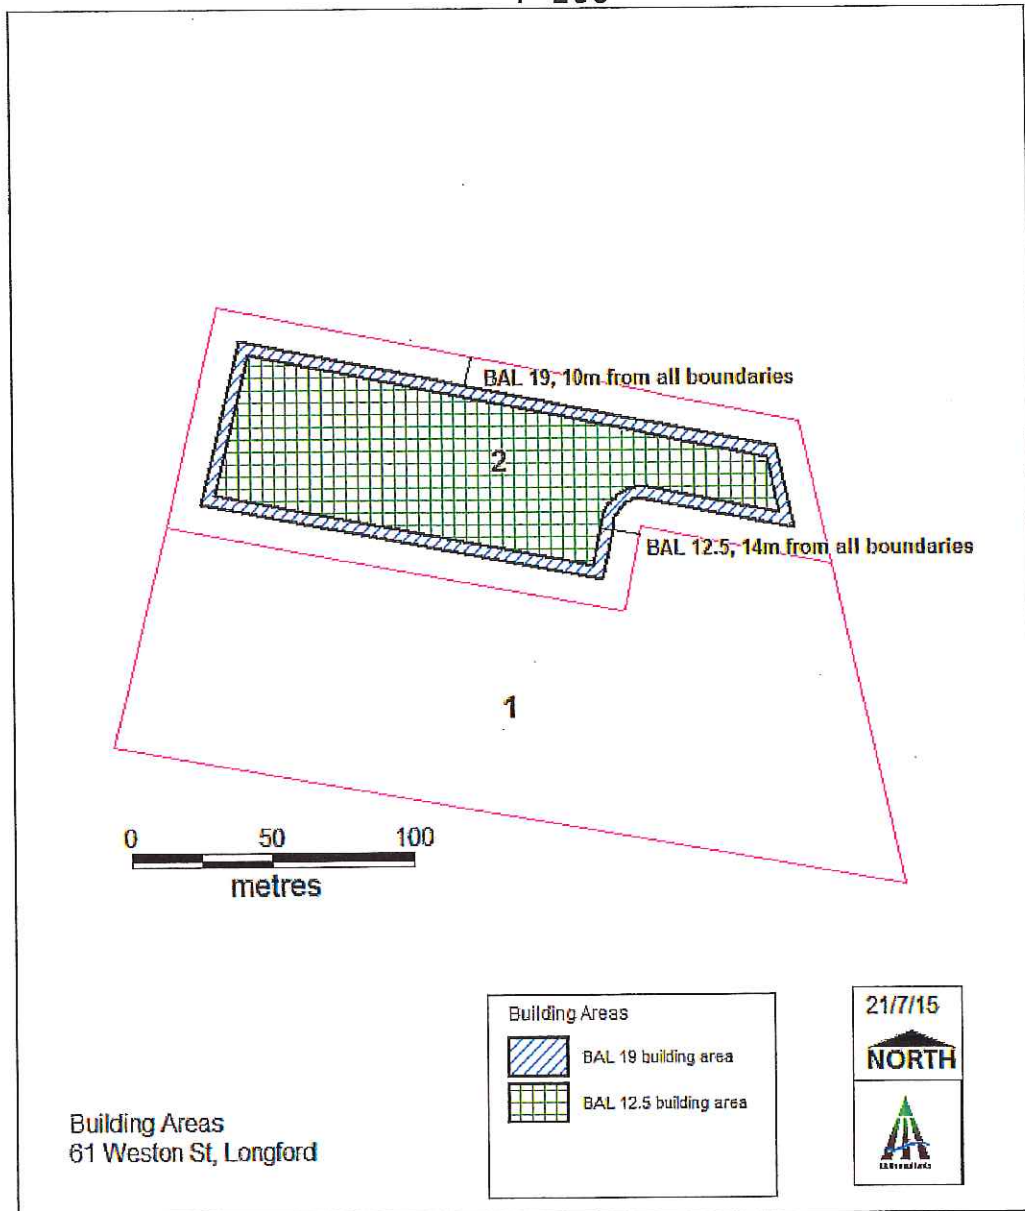 BAL 19, 10m from all boundaries
2
BAL 12.5, 14m from all boundaries
1
0 50 100
metres
Building Areas
BAL 19 building area
BAL 12.5 building area
21/7/15
NORTH
Building Areas
61 Weston St, Longford